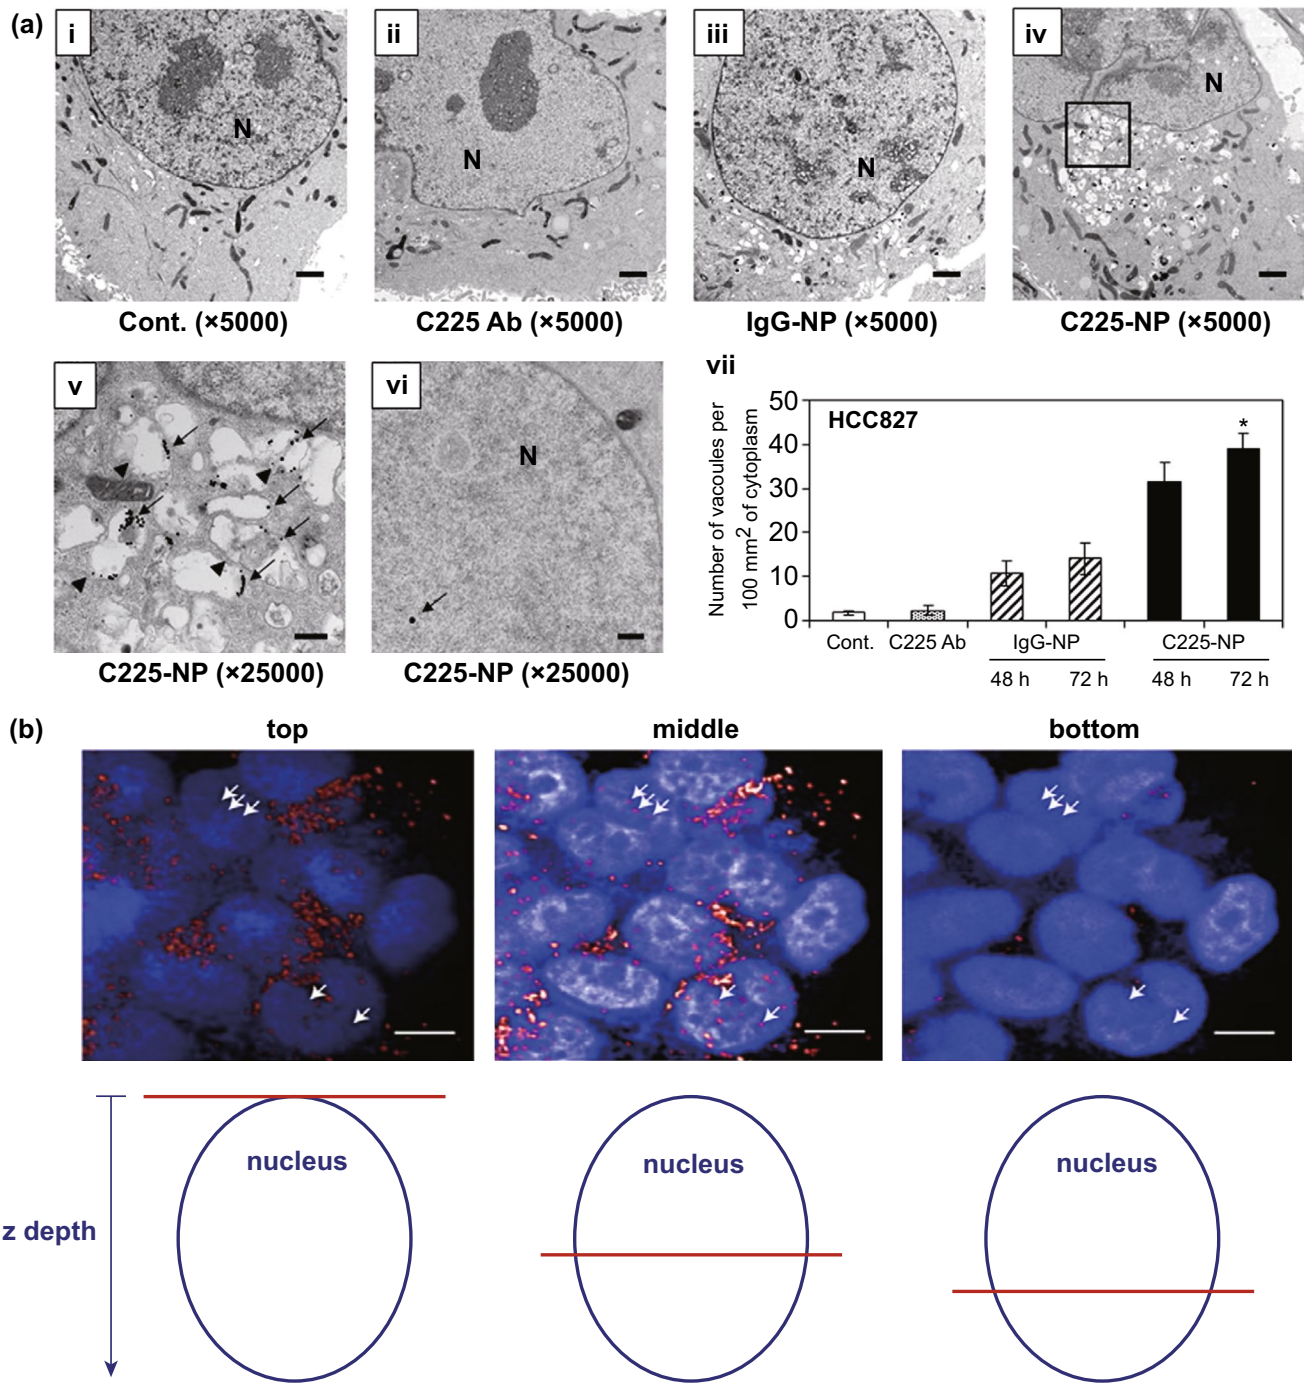 (a)
i
ii
iii
iv
N
N
N
N
Cont. (×5000)
C225 Ab (×5000)
IgG-NP (×5000)
C225-NP (×5000)
v
vi
N
C225-NP (×25000)
C225-NP (×25000)
vii
Number of vacoules per
100 mm² of cytoplasm
50
40
30
20
10
0
HCC827
*
Cont.
C225 Ab
IgG-NP
C225-NP
48 h
72 h
48 h
72 h
(b)
top
middle
bottom
z depth
nucleus
nucleus
nucleus